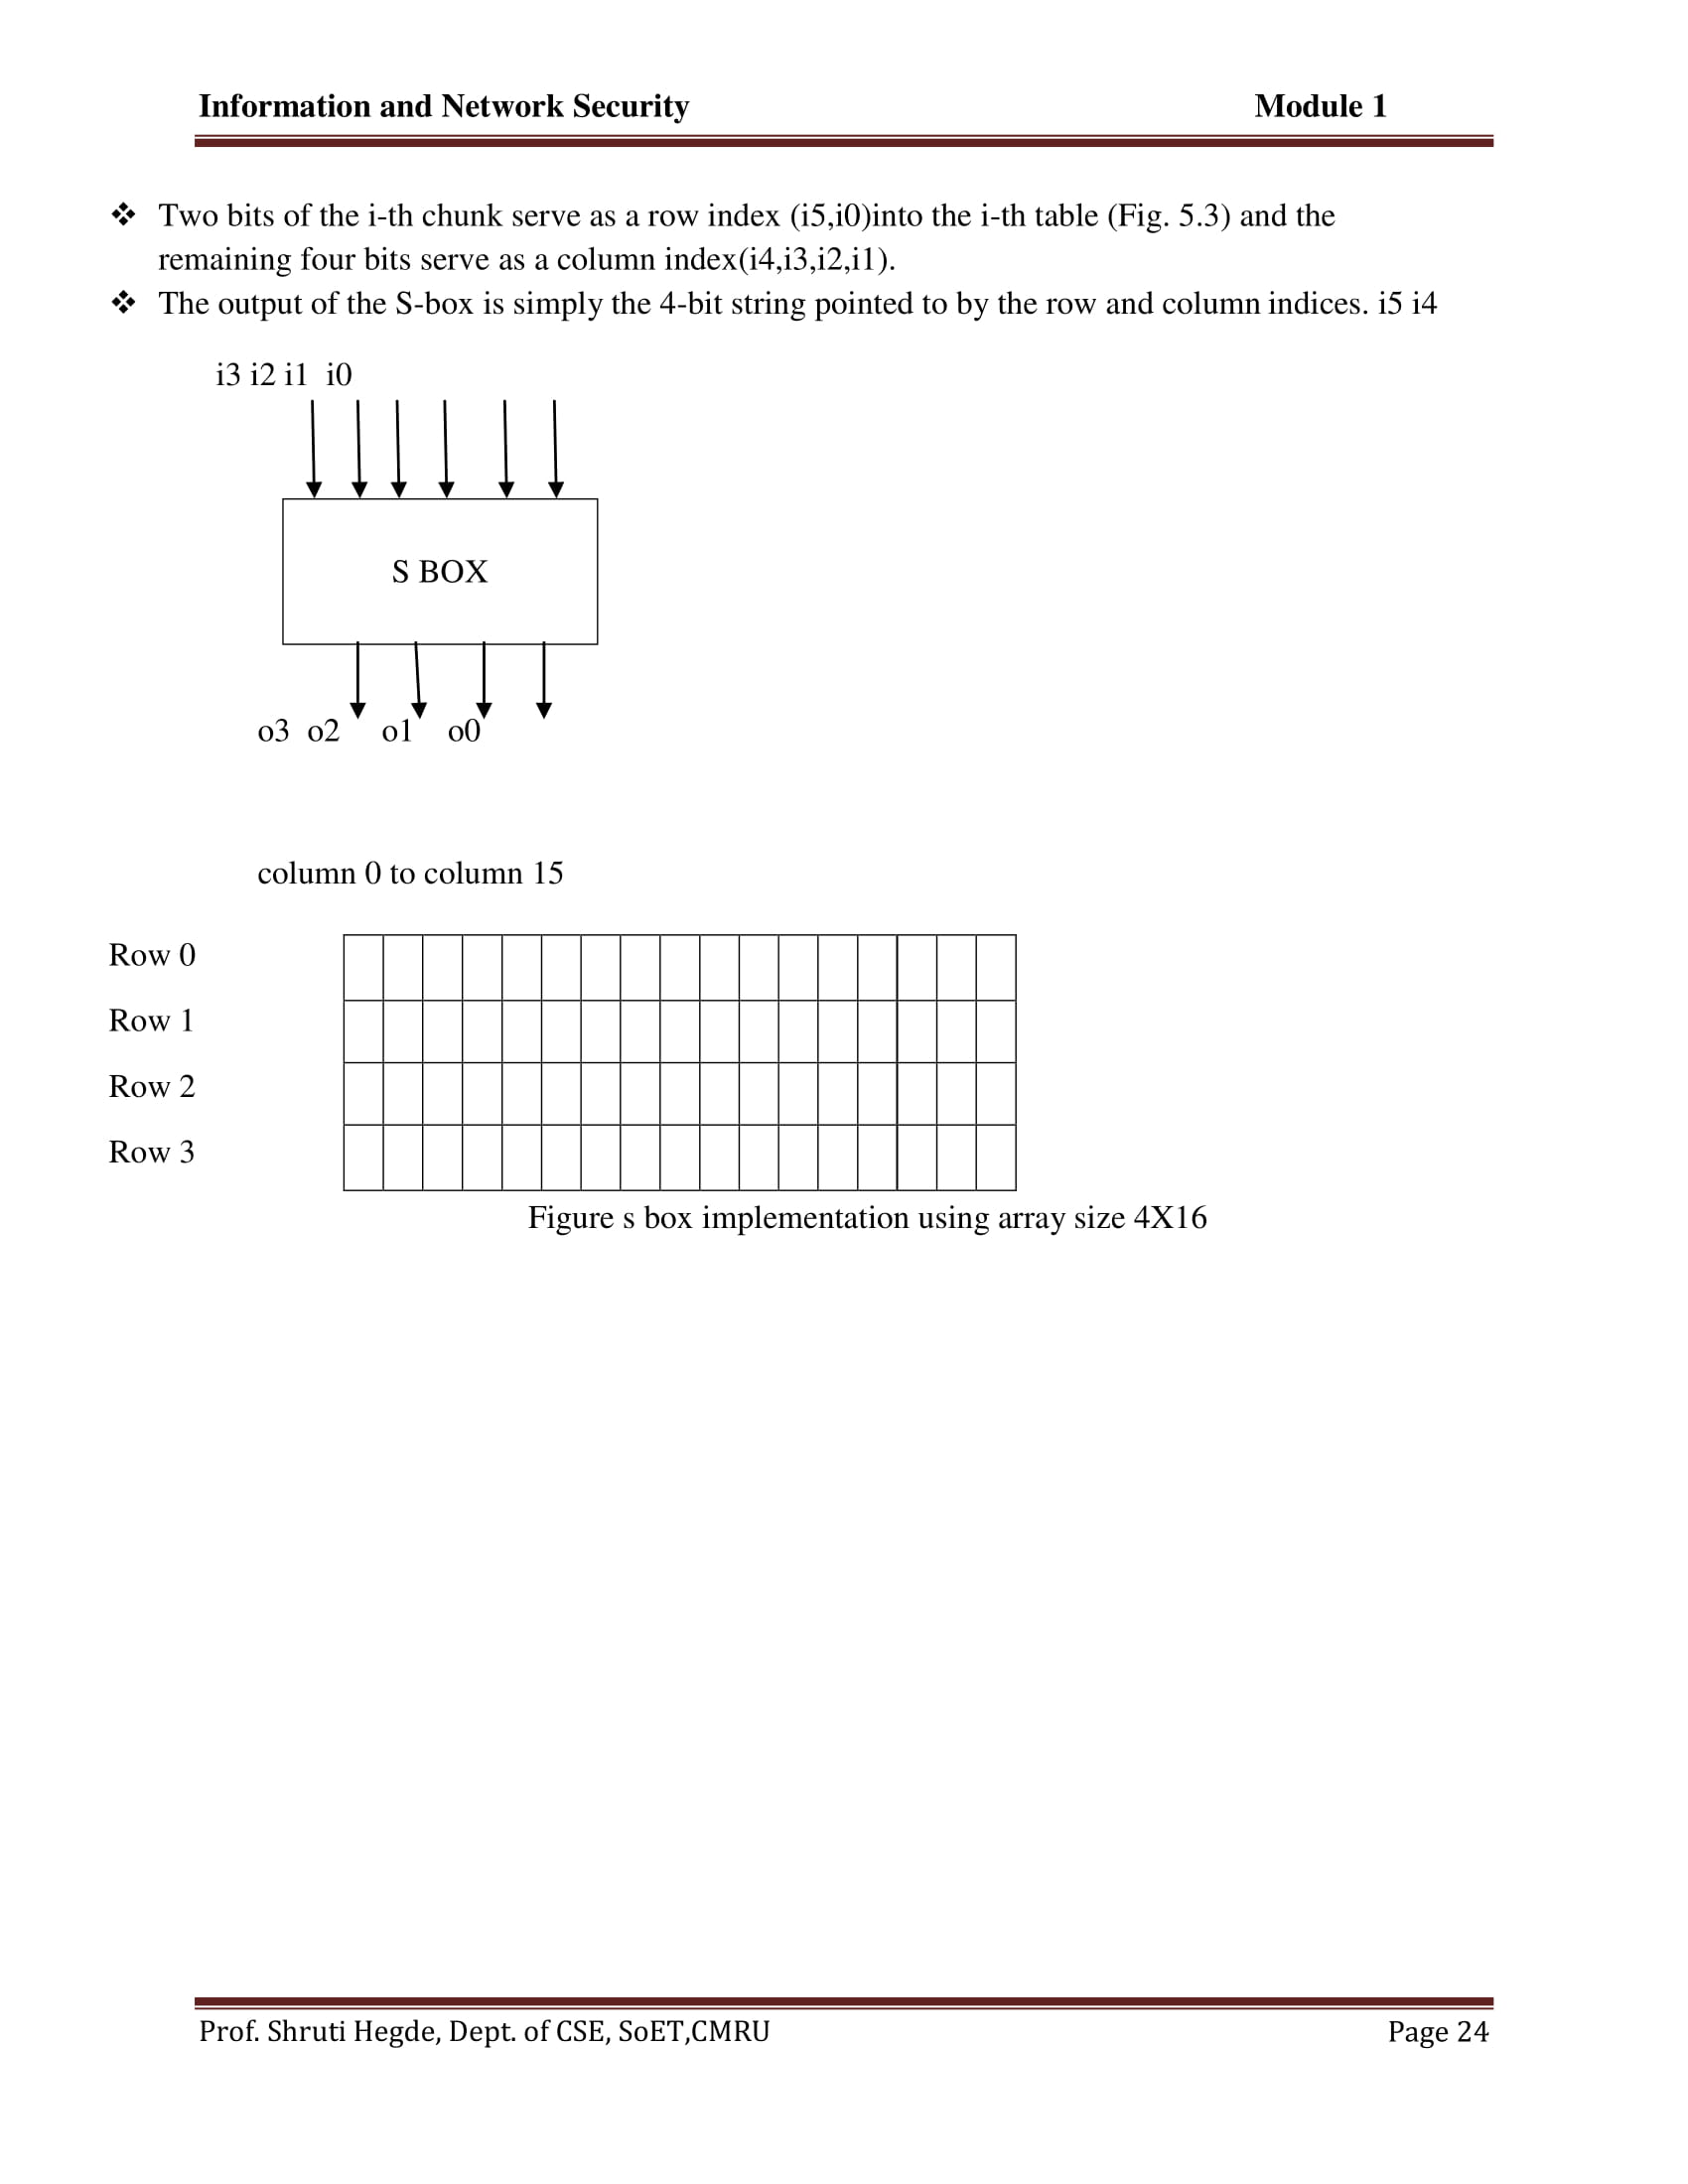 Information and Network Security Module 1
❖ Two bits of the i-th chunk serve as a row index (i5,i0)into the i-th table (Fig. 5.3) and the
remaining four bits serve as a column index(i4,i3,i2,i1).
❖ The output of the S-box is simply the 4-bit string pointed to by the row and column indices. i5 i4
i3 i2 i1 i0
S BOX
o3 o2 o1 o0
column 0 to column 15
Row 0
Row 1
Row 2
Row 3
Figure s box implementation using array size 4X16
Prof. Shruti Hegde, Dept. of CSE, SoET,CMRU Page 24